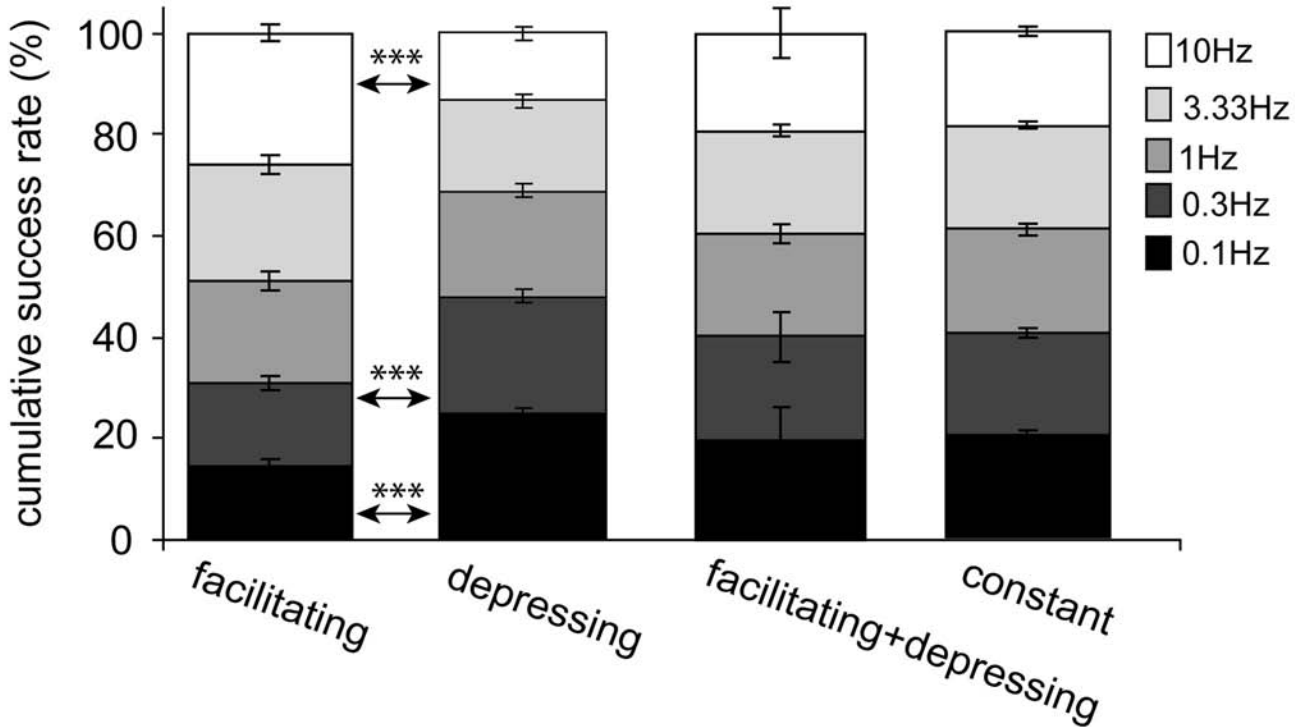 cumulative success rate (%)
100
80
60
40
20
0
***
***
***
10Hz
3.33Hz
1Hz
0.3Hz
0.1Hz
facilitating
depressing
facilitating+depressing
constant